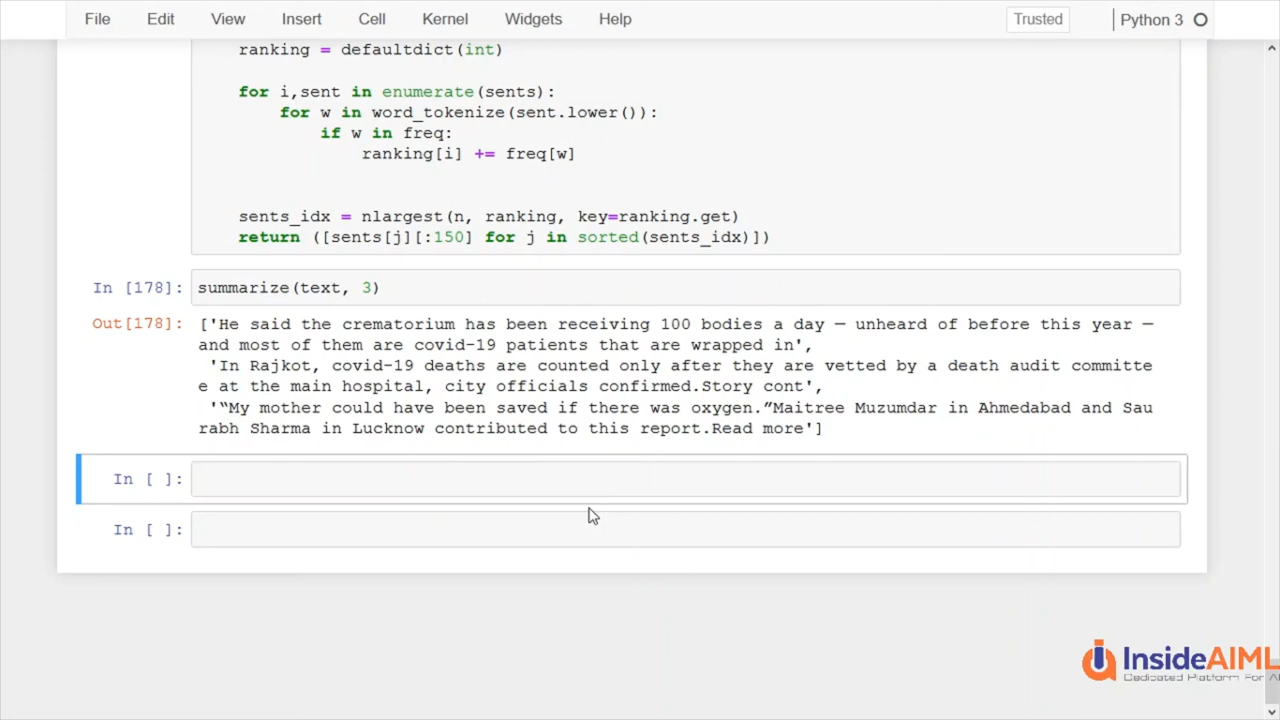 File Edit View Insert Cell Kernel Widgets Help Trusted Python 3
ranking = defaultdict(int)
for i,sent in enumerate(sents):
for w in word_tokenize(sent.lower()):
if w in freq:
ranking[i] += freq[w]
sents_idx = nlargest(n, ranking, key=ranking.get)
return ([sents[j][:150] for j in sorted(sents_idx)])
In [178]: summarize(text, 3)
Out[178]: ['He said the crematorium has been receiving 100 bodies a day — unheard of before this year —
and most of them are covid-19 patients that are wrapped in',
'In Rajkot, covid-19 deaths are counted only after they are vetted by a death audit committe
e at the main hospital, city officials confirmed.Story cont',
'“My mother could have been saved if there was oxygen.”Maitree Muzumdar in Ahmedabad and Sau
rabh Sharma in Lucknow contributed to this report.Read more']
In [ ]:
In [ ]:
InsideAIML
Dedicated Platform For